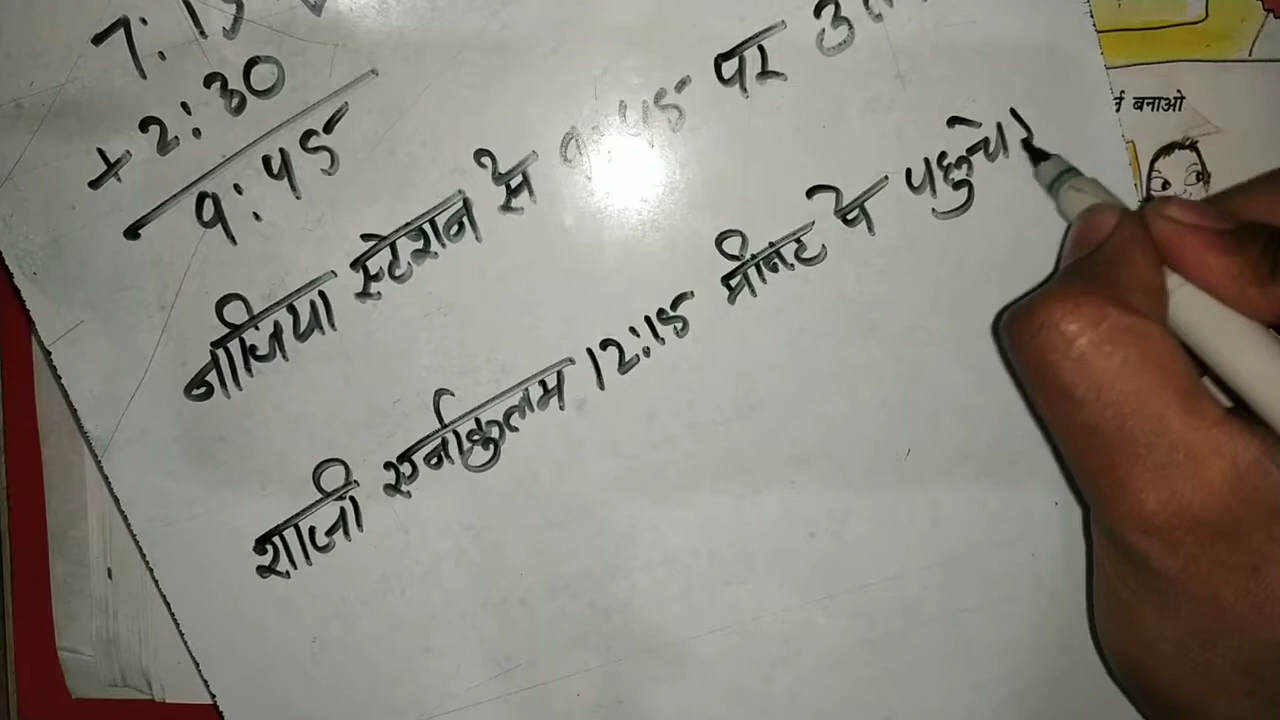 7:15
+2:30
9:45
नाजिया स्टेशन से 9:45 पर
शाजी एर्नाकुलम 12:15 मीनट पे पहुचा
बनाओ